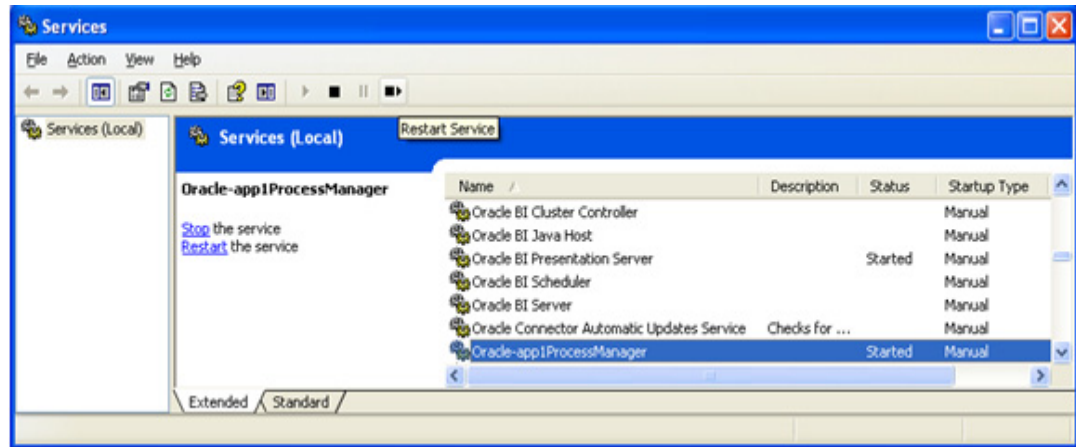 Services
File Action View Help
Restart Service
Services (Local)
Services (Local)
Oracle-app1ProcessManager
Stop the service
Restart the service
Name Description Status Startup Type
Oracle BI Cluster Controller Manual
Oracle BI Java Host Manual
Oracle BI Presentation Server Started Manual
Oracle BI Scheduler Manual
Oracle BI Server Manual
Oracle Connector Automatic Updates Service Checks for ... Manual
Oracle-app1ProcessManager Started Manual
Extended Standard